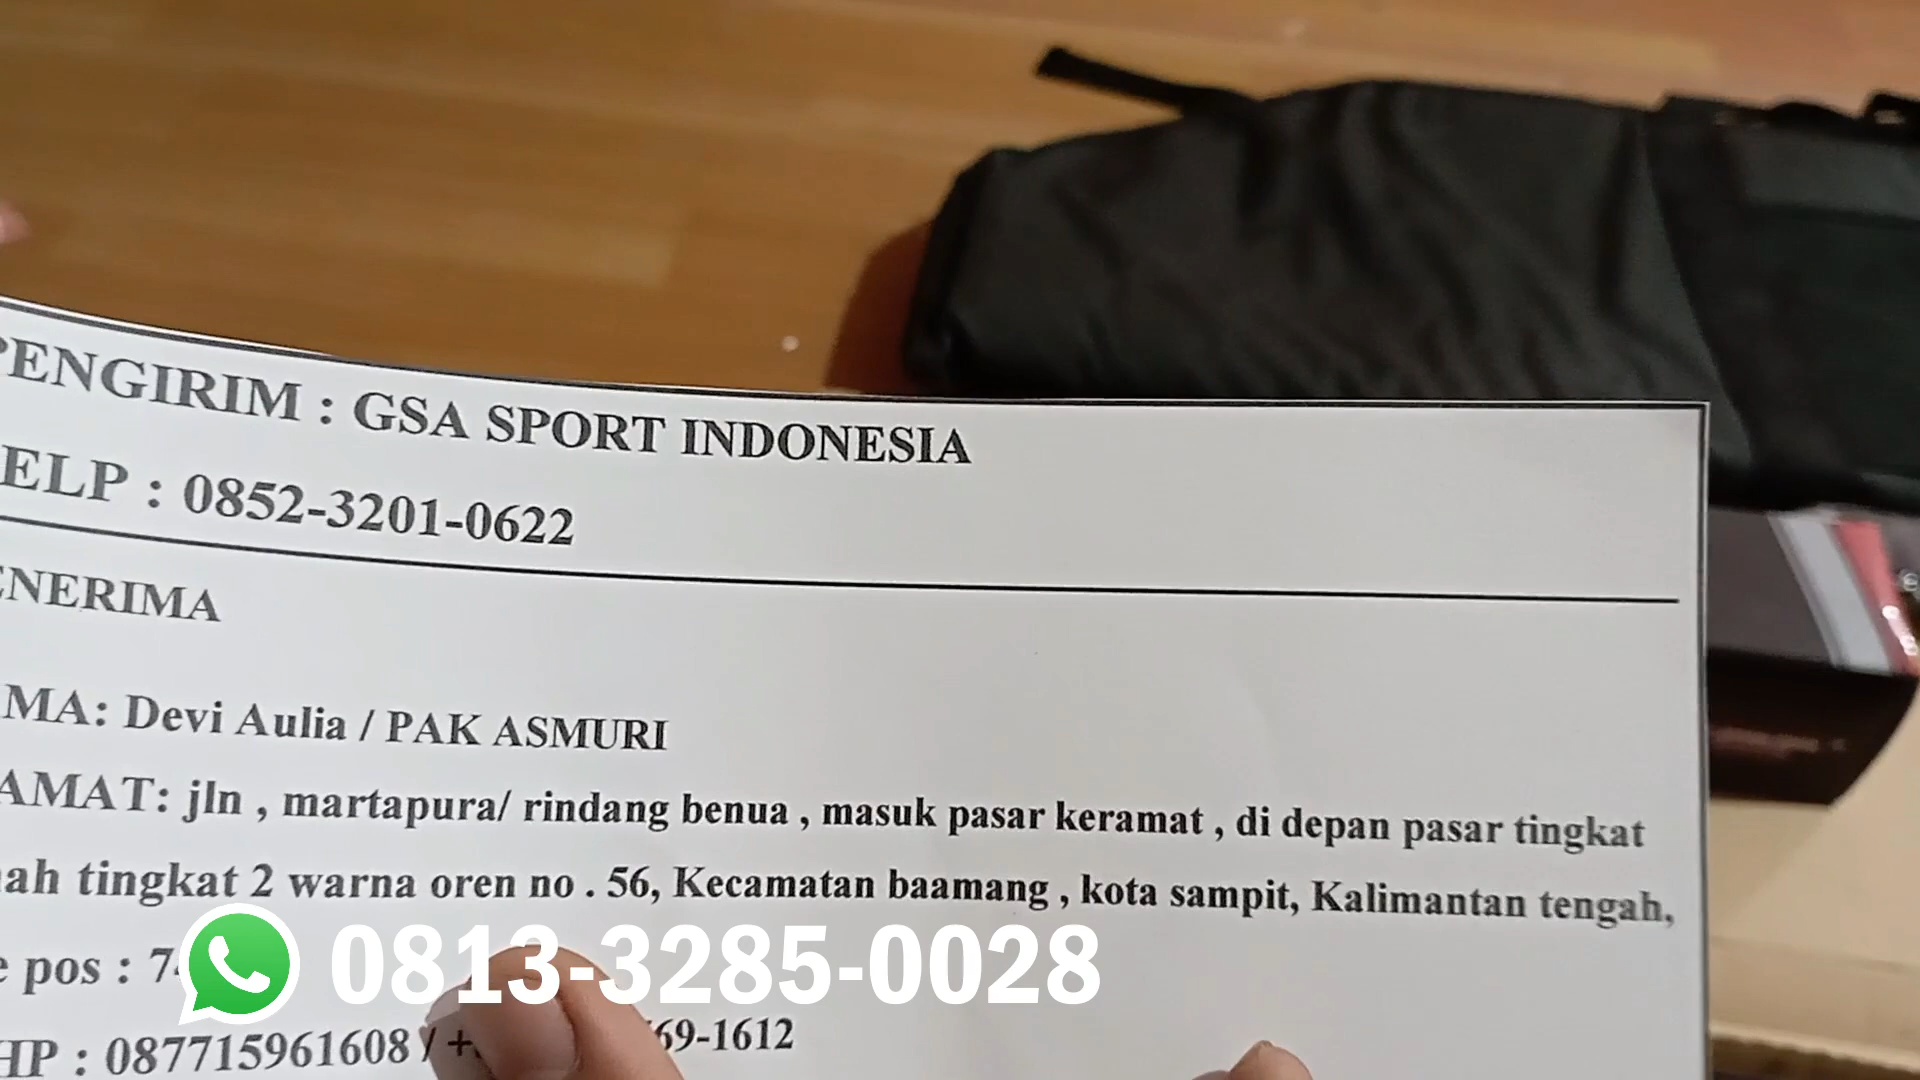 PENGIRIM : GSA SPORT INDONESIA
ELP : 0852-3201-0622
ENERIMA
MA: Devi Aulia / PAK ASMURI
AMAT: jln , martapura/ rindang benua , masuk pasar keramat , di depan pasar tingkat
ah tingkat 2 warna oren no . 56, Kecamatan baamang , kota sampit, Kalimantan tengah,
e pos : 74
0813-3285-0028
HP : 087715961608 / + 69-1612